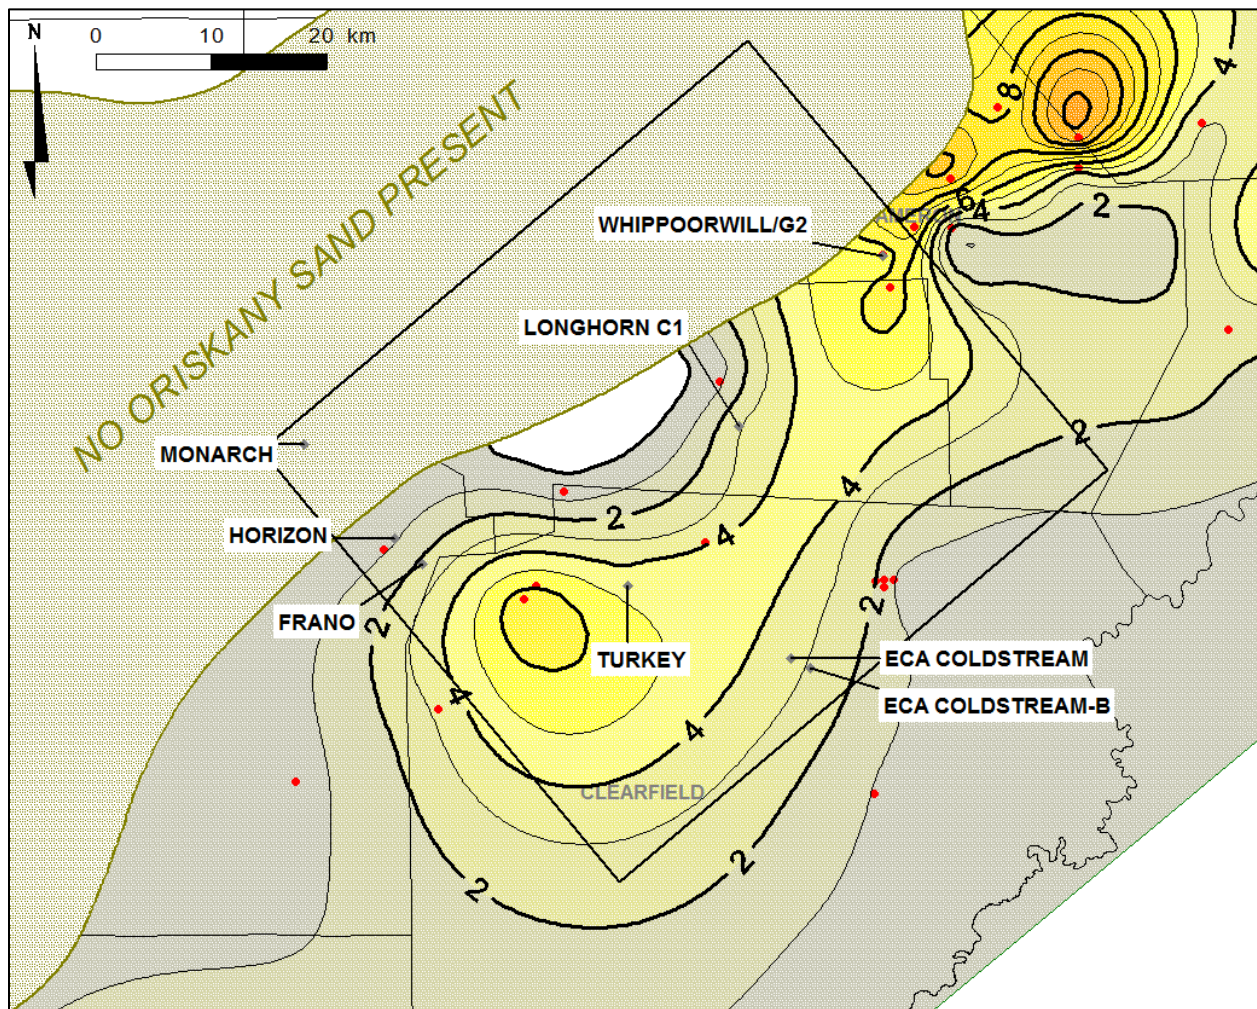 N
0 10 20 km
8
4
NO ORISKANY SAND PRESENT
6
4
2
AMERON
WHIPPOORWILL/G2
LONGHORN C1
2
MONARCH
4
2
HORIZON
4
2
2
FRANO
TURKEY
ECA COLDSTREAM
4
ECA COLDSTREAM-B
4
CLEARFIELD
2
2